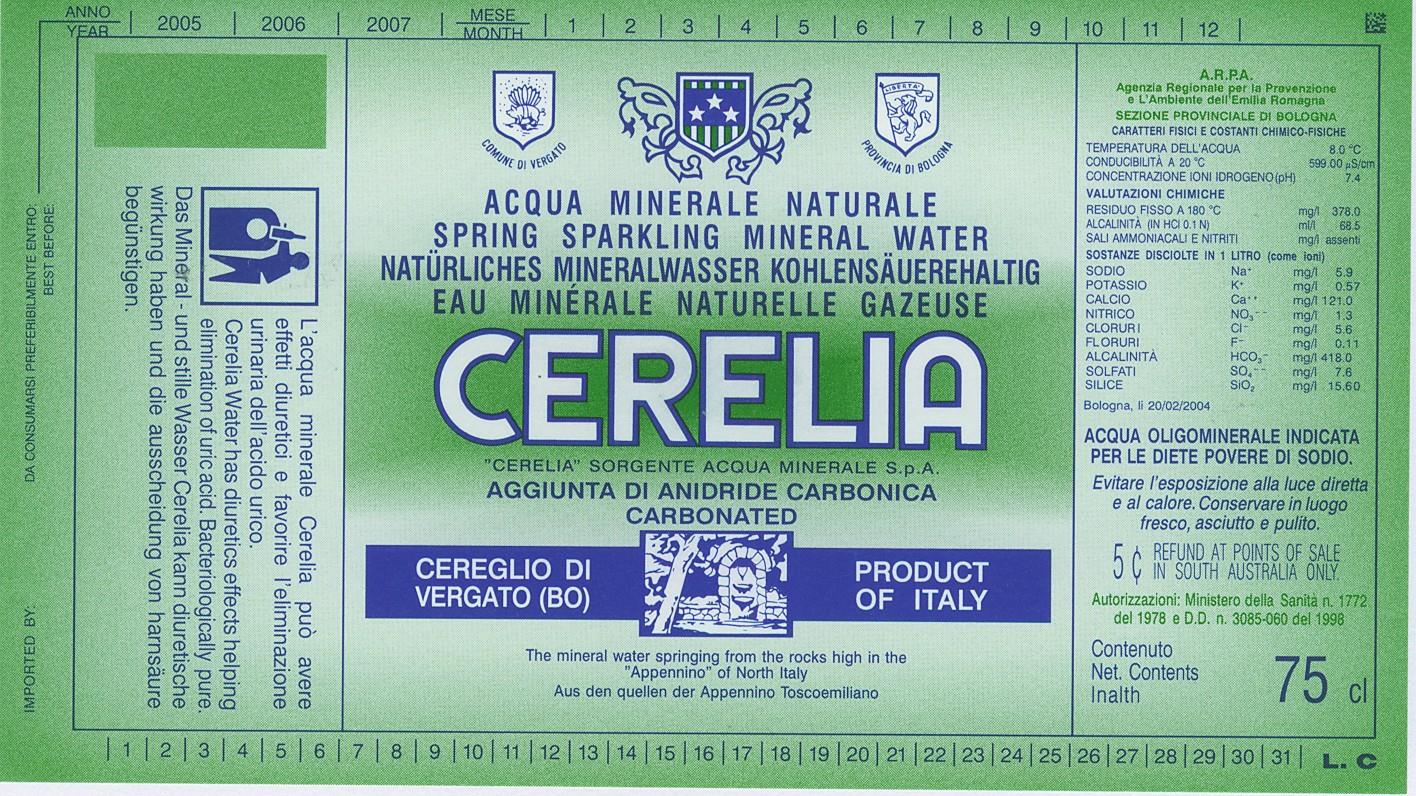 ANNO
YEAR
2005 2006 2007
MESE
MONTH
1 2 3 4 5 6 7 8 9 10 11 12
DA CONSUMARSI PREFERIBILMENTE ENTRO:
BEST BEFORE:
IMPORTED BY:
L'acqua minerale Cerelia può avere
effetti diuretici e favorire l'eliminazione
urinaria dell'acido urico.
Cerelia Water has diuretics effects helping
elimination of uric acid. Bacteriologically pure.
Das Mineral- und stille Wasser Cerelia kann diuretische
wirkung haben und die ausscheidung von harnsäure
begünstigen.
COMUNE DI VERGATO
LIBERTA'
PROVINCIA DI BOLOGNA
ACQUA MINERALE NATURALE
SPRING SPARKLING MINERAL WATER
NATÜRLICHES MINERALWASSER KOHLENSÄUEREHALTIG
EAU MINÉRALE NATURELLE GAZEUSE
CERELIA
"CERELIA" SORGENTE ACQUA MINERALE S.p.A.
AGGIUNTA DI ANIDRIDE CARBONICA
CARBONATED
CEREGLIO DI
VERGATO (BO)
PRODUCT
OF ITALY
The mineral water springing from the rocks high in the
"Appennino" of North Italy
Aus den quellen der Appennino Toscoemiliano
A.R.P.A.
Agenzia Regionale per la Prevenzione
e L'Ambiente dell'Emilia Romagna
SEZIONE PROVINCIALE DI BOLOGNA
CARATTERI FISICI E COSTANTI CHIMICO-FISICHE
TEMPERATURA DELL'ACQUA 8.0 °C
CONDUCIBILITÀ A 20 °C 599.00 µS/cm
CONCENTRAZIONE IONI IDROGENO (pH) 7.4
VALUTAZIONI CHIMICHE
RESIDUO FISSO A 180 °C mg/l 378.0
ALCALINITÀ (IN HCl 0.1 N) ml/l 68.5
SALI AMMONIACALI E NITRITI mg/l assenti
SOSTANZE DISCIOLTE IN 1 LITRO (come ioni)
SODIO Na⁺ mg/l 5.9
POTASSIO K⁺ mg/l 0.57
CALCIO Ca⁺⁺ mg/l 121.0
NITRICO NO₃⁻⁻ mg/l 1.3
CLORURI Cl⁻ mg/l 5.6
FLORURI F⁻ mg/l 0.11
ALCALINITÀ HCO₃⁻ mg/l 418.0
SOLFATI SO₄⁻⁻ mg/l 7.6
SILICE SiO₂ mg/l 15.60
Bologna, li 20/02/2004
ACQUA OLIGOMINERALE INDICATA
PER LE DIETE POVERE DI SODIO.
Evitare l'esposizione alla luce diretta
e al calore. Conservare in luogo
fresco, asciutto e pulito.
5 ¢ REFUND AT POINTS OF SALE
IN SOUTH AUSTRALIA ONLY.
Autorizzazioni: Ministero della Sanità n. 1772
del 1978 e D.D. n. 3085-060 del 1998
Contenuto
Net. Contents
Inalth
75 cl
1 2 3 4 5 6 7 8 9 10 11 12 13 14 15 16 17 18 19 20 21 22 23 24 25 26 27 28 29 30 31 L. C